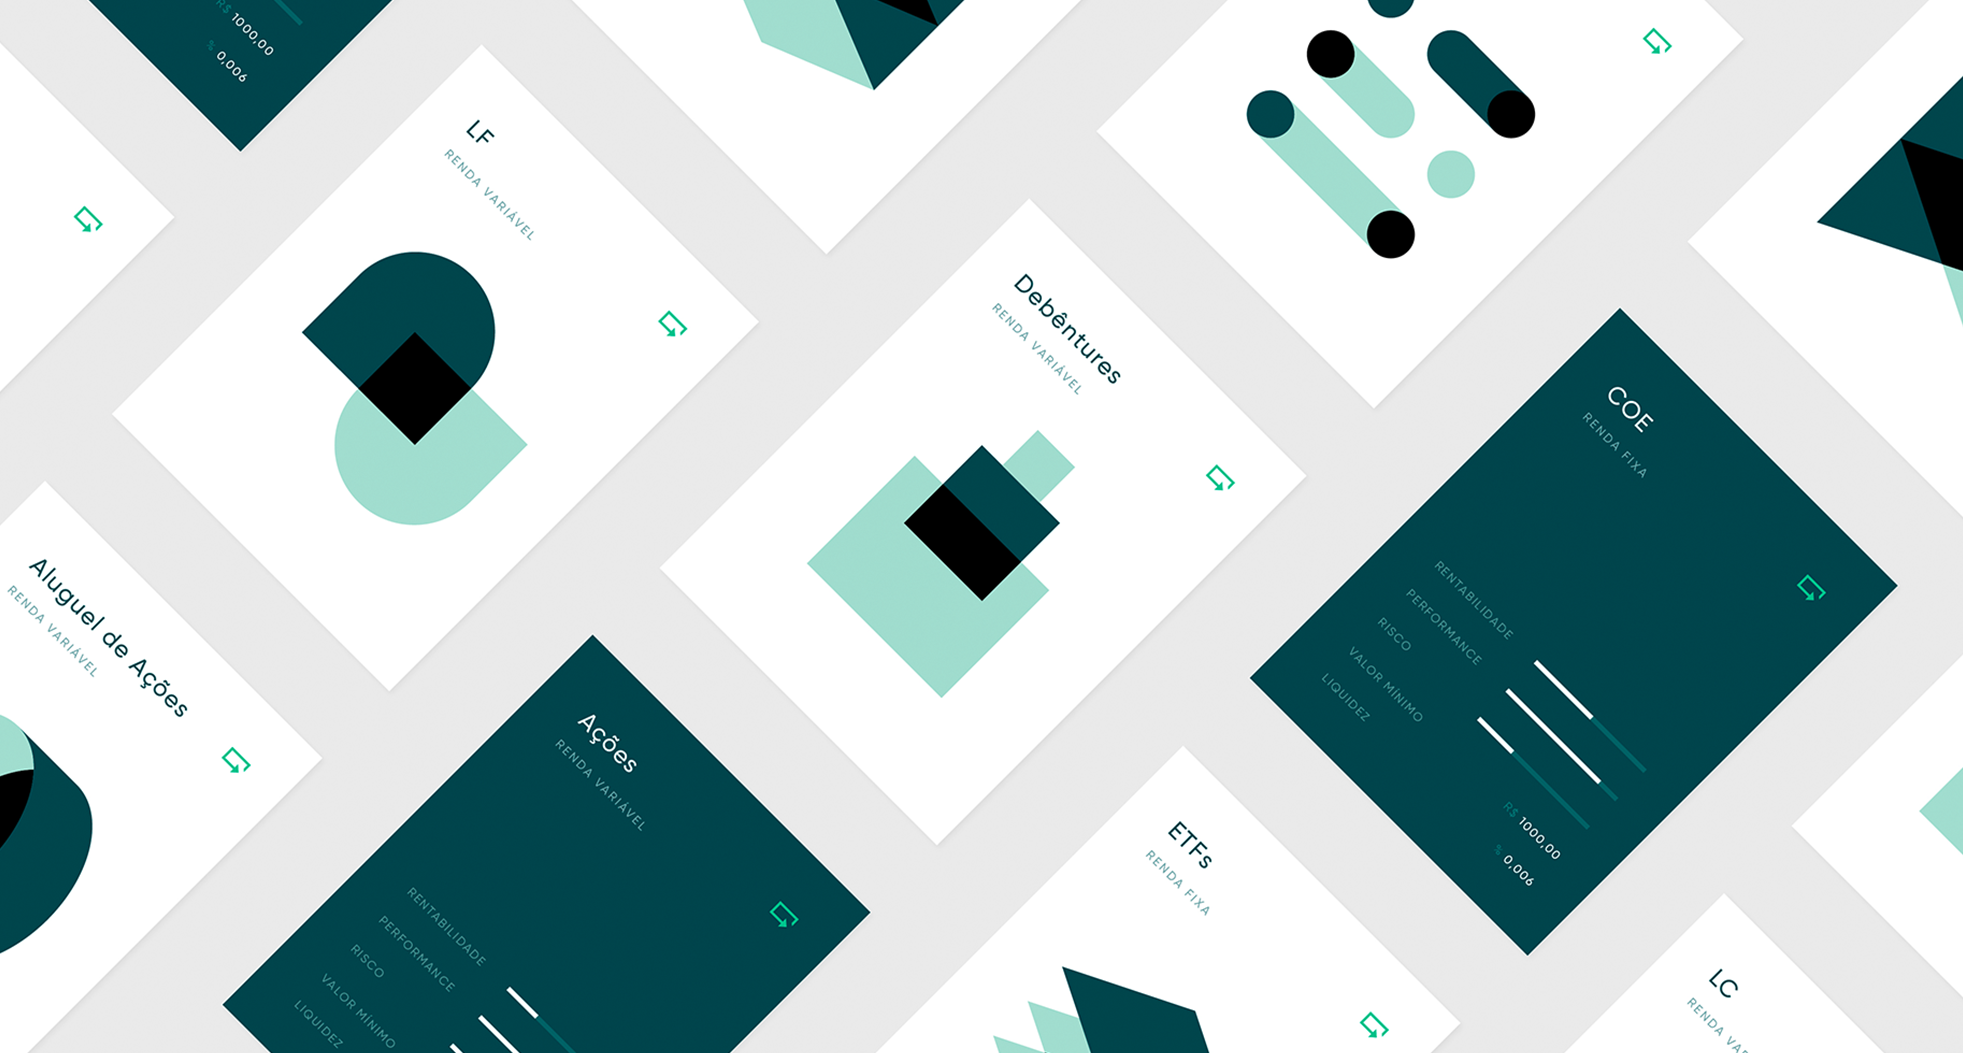 R$ 1000,00
% 0,006
LF
RENDA VARIÁVEL
Debêntures
RENDA VARIÁVEL
COE
RENDA FIXA
RENTABILIDADE
PERFORMANCE
RISCO
VALOR MÍNIMO
LIQUIDEZ
R$ 1000,00
% 0,006
Aluguel de Ações
RENDA VARIÁVEL
Ações
RENDA VARIÁVEL
RENTABILIDADE
PERFORMANCE
RISCO
VALOR MÍNIMO
LIQUIDEZ
ETFs
RENDA FIXA
LC
RENDA VAR